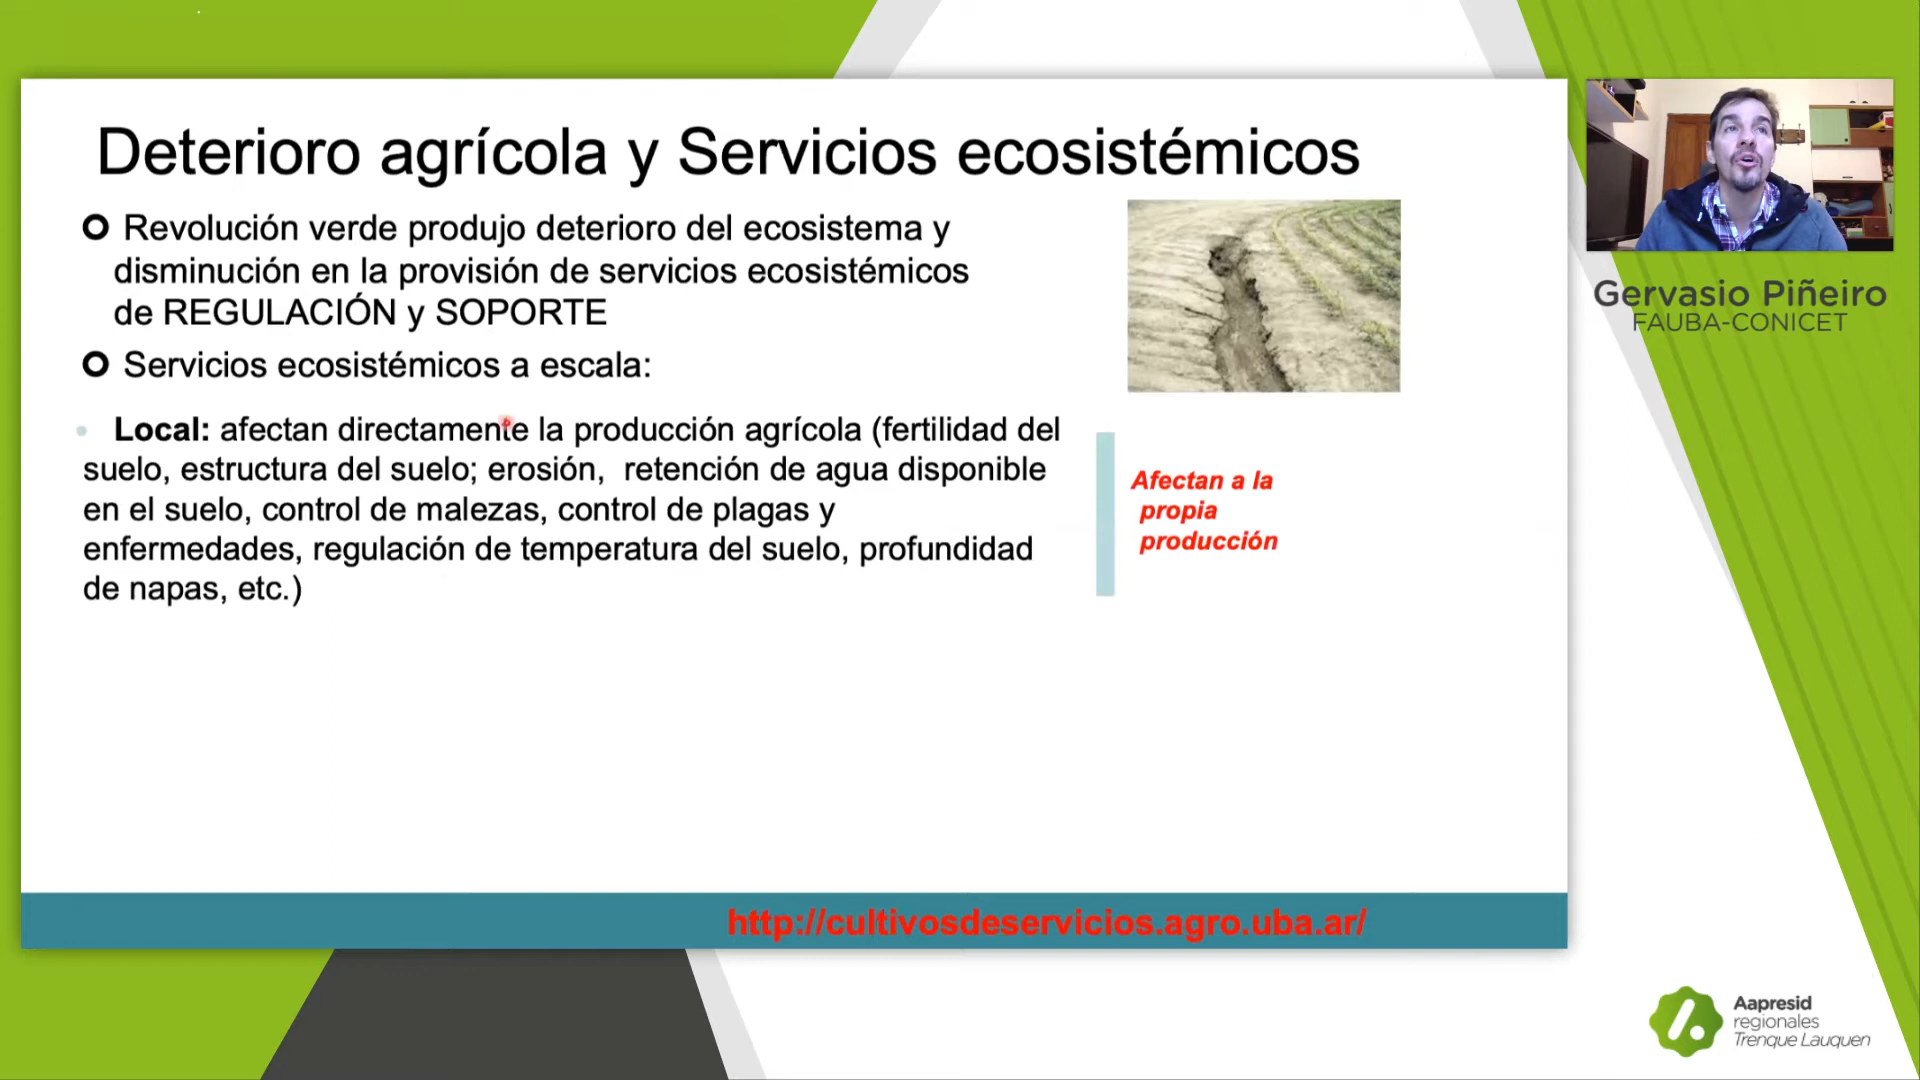 Deterioro agrícola y Servicios ecosistémicos
Revolución verde produjo deterioro del ecosistema y
disminución en la provisión de servicios ecosistémicos
de REGULACIÓN y SOPORTE
Servicios ecosistémicos a escala:
Local: afectan directamente la producción agrícola (fertilidad del
suelo, estructura del suelo; erosión, retención de agua disponible
en el suelo, control de malezas, control de plagas y
enfermedades, regulación de temperatura del suelo, profundidad
de napas, etc.)
Afectan a la
propia
producción
http://cultivosdeservicios.agro.uba.ar/
Gervasio Piñeiro
FAUBA-CONICET
Aapresid
regionales
Trenque Lauquen